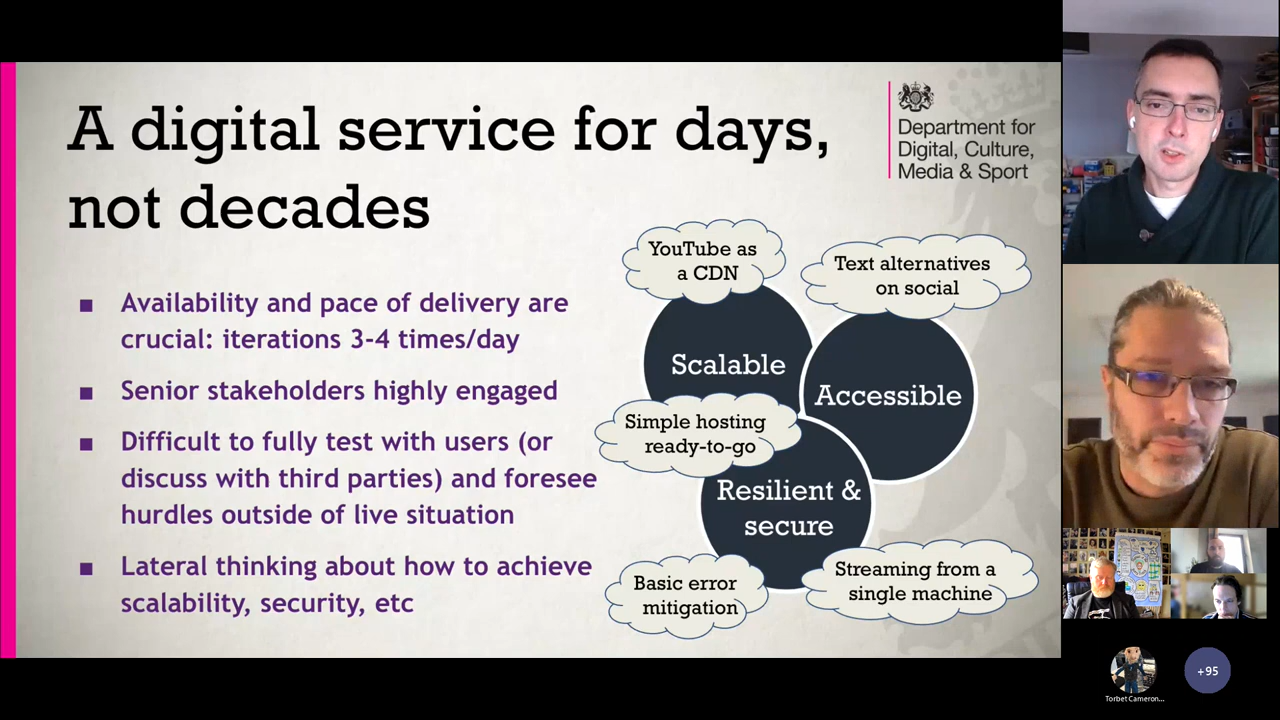 A digital service for days,
not decades
Department for
Digital, Culture,
Media & Sport
Availability and pace of delivery are
crucial: iterations 3-4 times/day
Senior stakeholders highly engaged
Difficult to fully test with users (or
discuss with third parties) and foresee
hurdles outside of live situation
Lateral thinking about how to achieve
scalability, security, etc
YouTube as
a CDN
Text alternatives
on social
Scalable
Accessible
Simple hosting
ready-to-go
Resilient &
secure
Basic error
mitigation
Streaming from a
single machine
Torbet Cameron...
+95